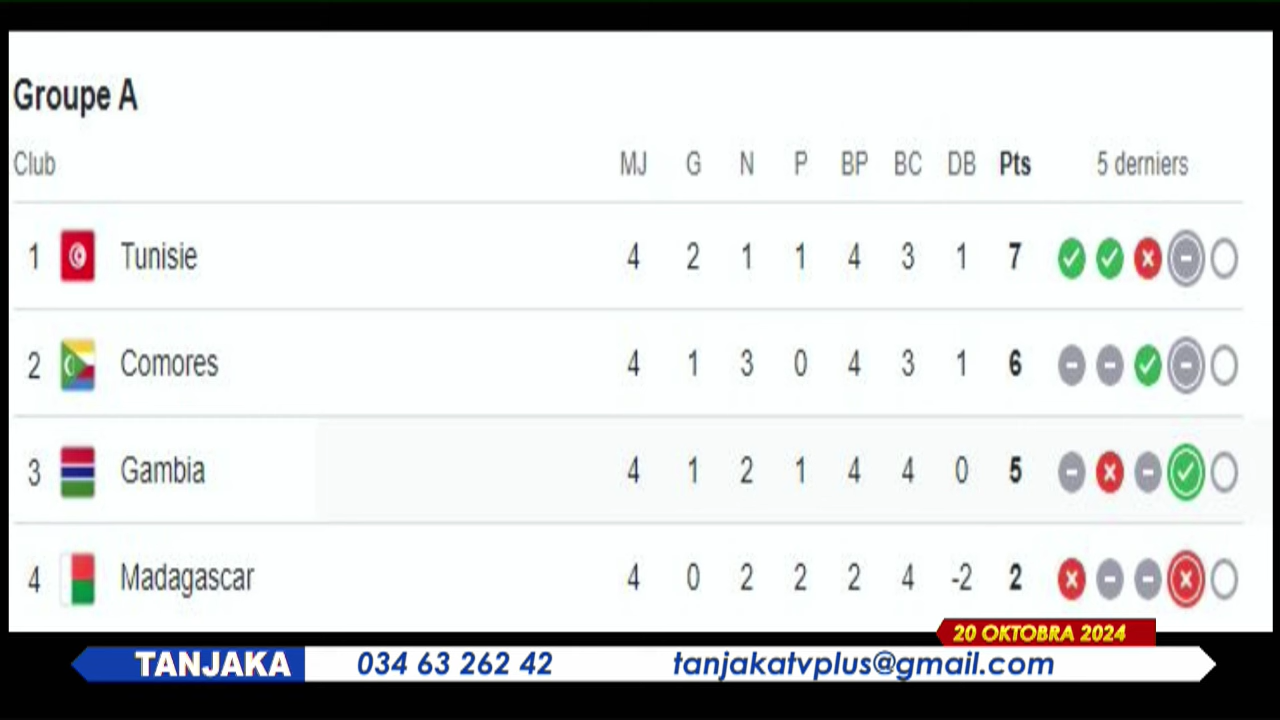 Groupe A
Club MJ G N P BP BC DB Pts 5 derniers
1 Tunisie 4 2 1 1 4 3 1 7
2 Comores 4 1 3 0 4 3 1 6
3 Gambia 4 1 2 1 4 4 0 5
4 Madagascar 4 0 2 2 2 4 -2 2
20 OKTOBRA 2024
TANJAKA 034 63 262 42 tanjakatvplus@gmail.com